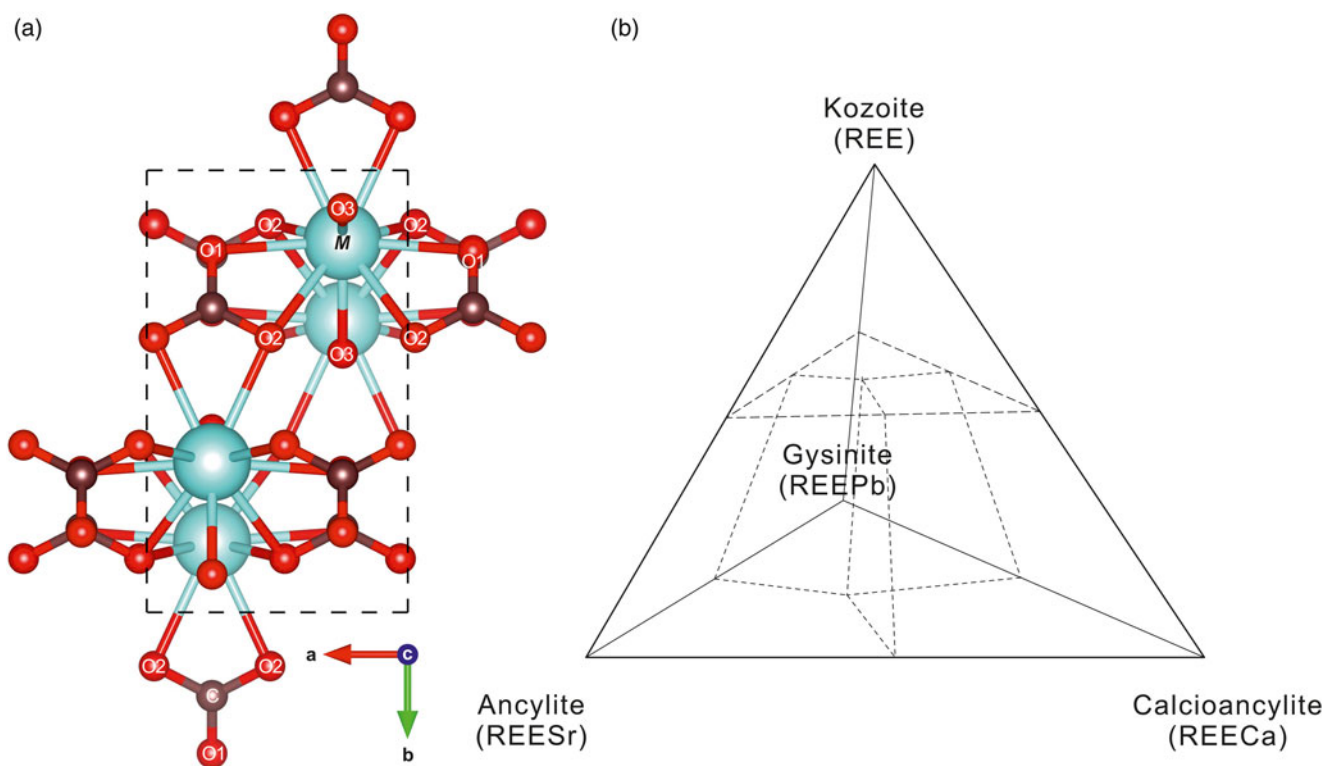 (a)
O3
O2
O2
M
O1
O1
O2
O2
O3
a
c
b
O2
O2
C
O1
(b)
Kozoite
(REE)
Gysinite
(REEPb)
Ancylite
(REESr)
Calcioancylite
(REECa)